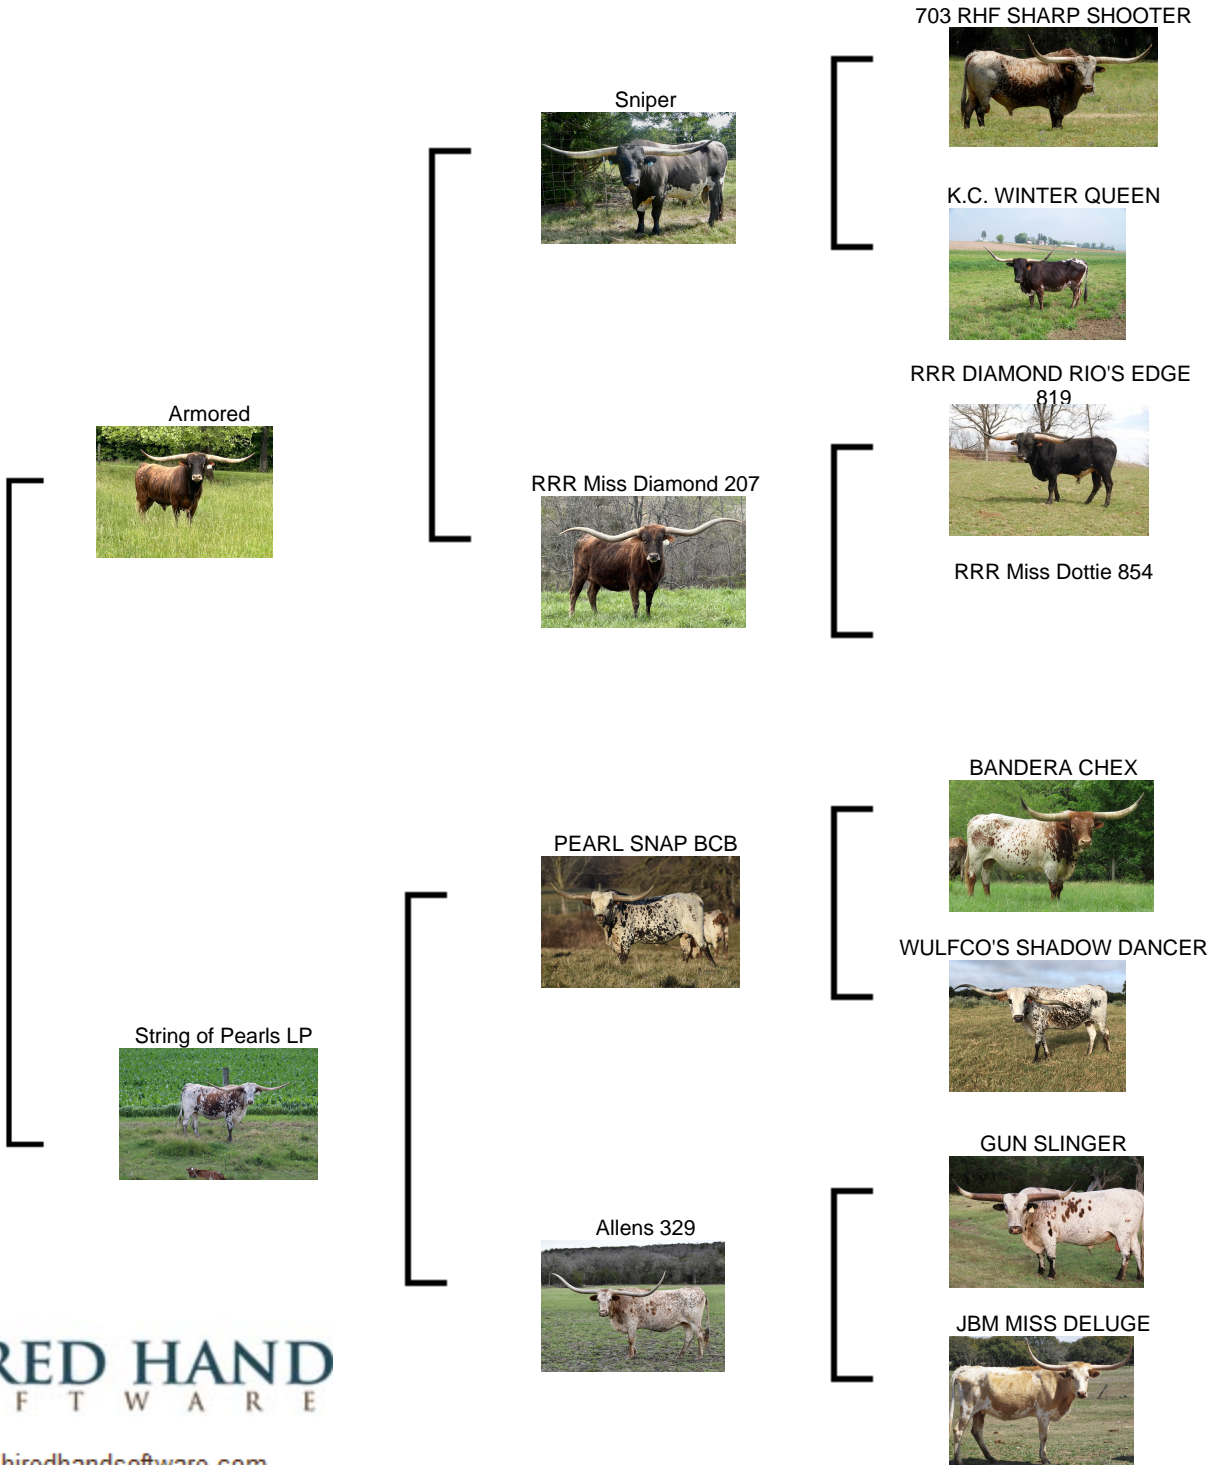 703 RHF SHARP SHOOTER
Sniper
K.C. WINTER QUEEN
RRR DIAMOND RIO'S EDGE
819
Armored
RRR Miss Diamond 207
RRR Miss Dottie 854
BANDERA CHEX
PEARL SNAP BCB
WULFCO'S SHADOW DANCER
String of Pearls LP
GUN SLINGER
Allens 329
JBM MISS DELUGE
RED HAND
F T W A R E
hiredhandsoftware.com